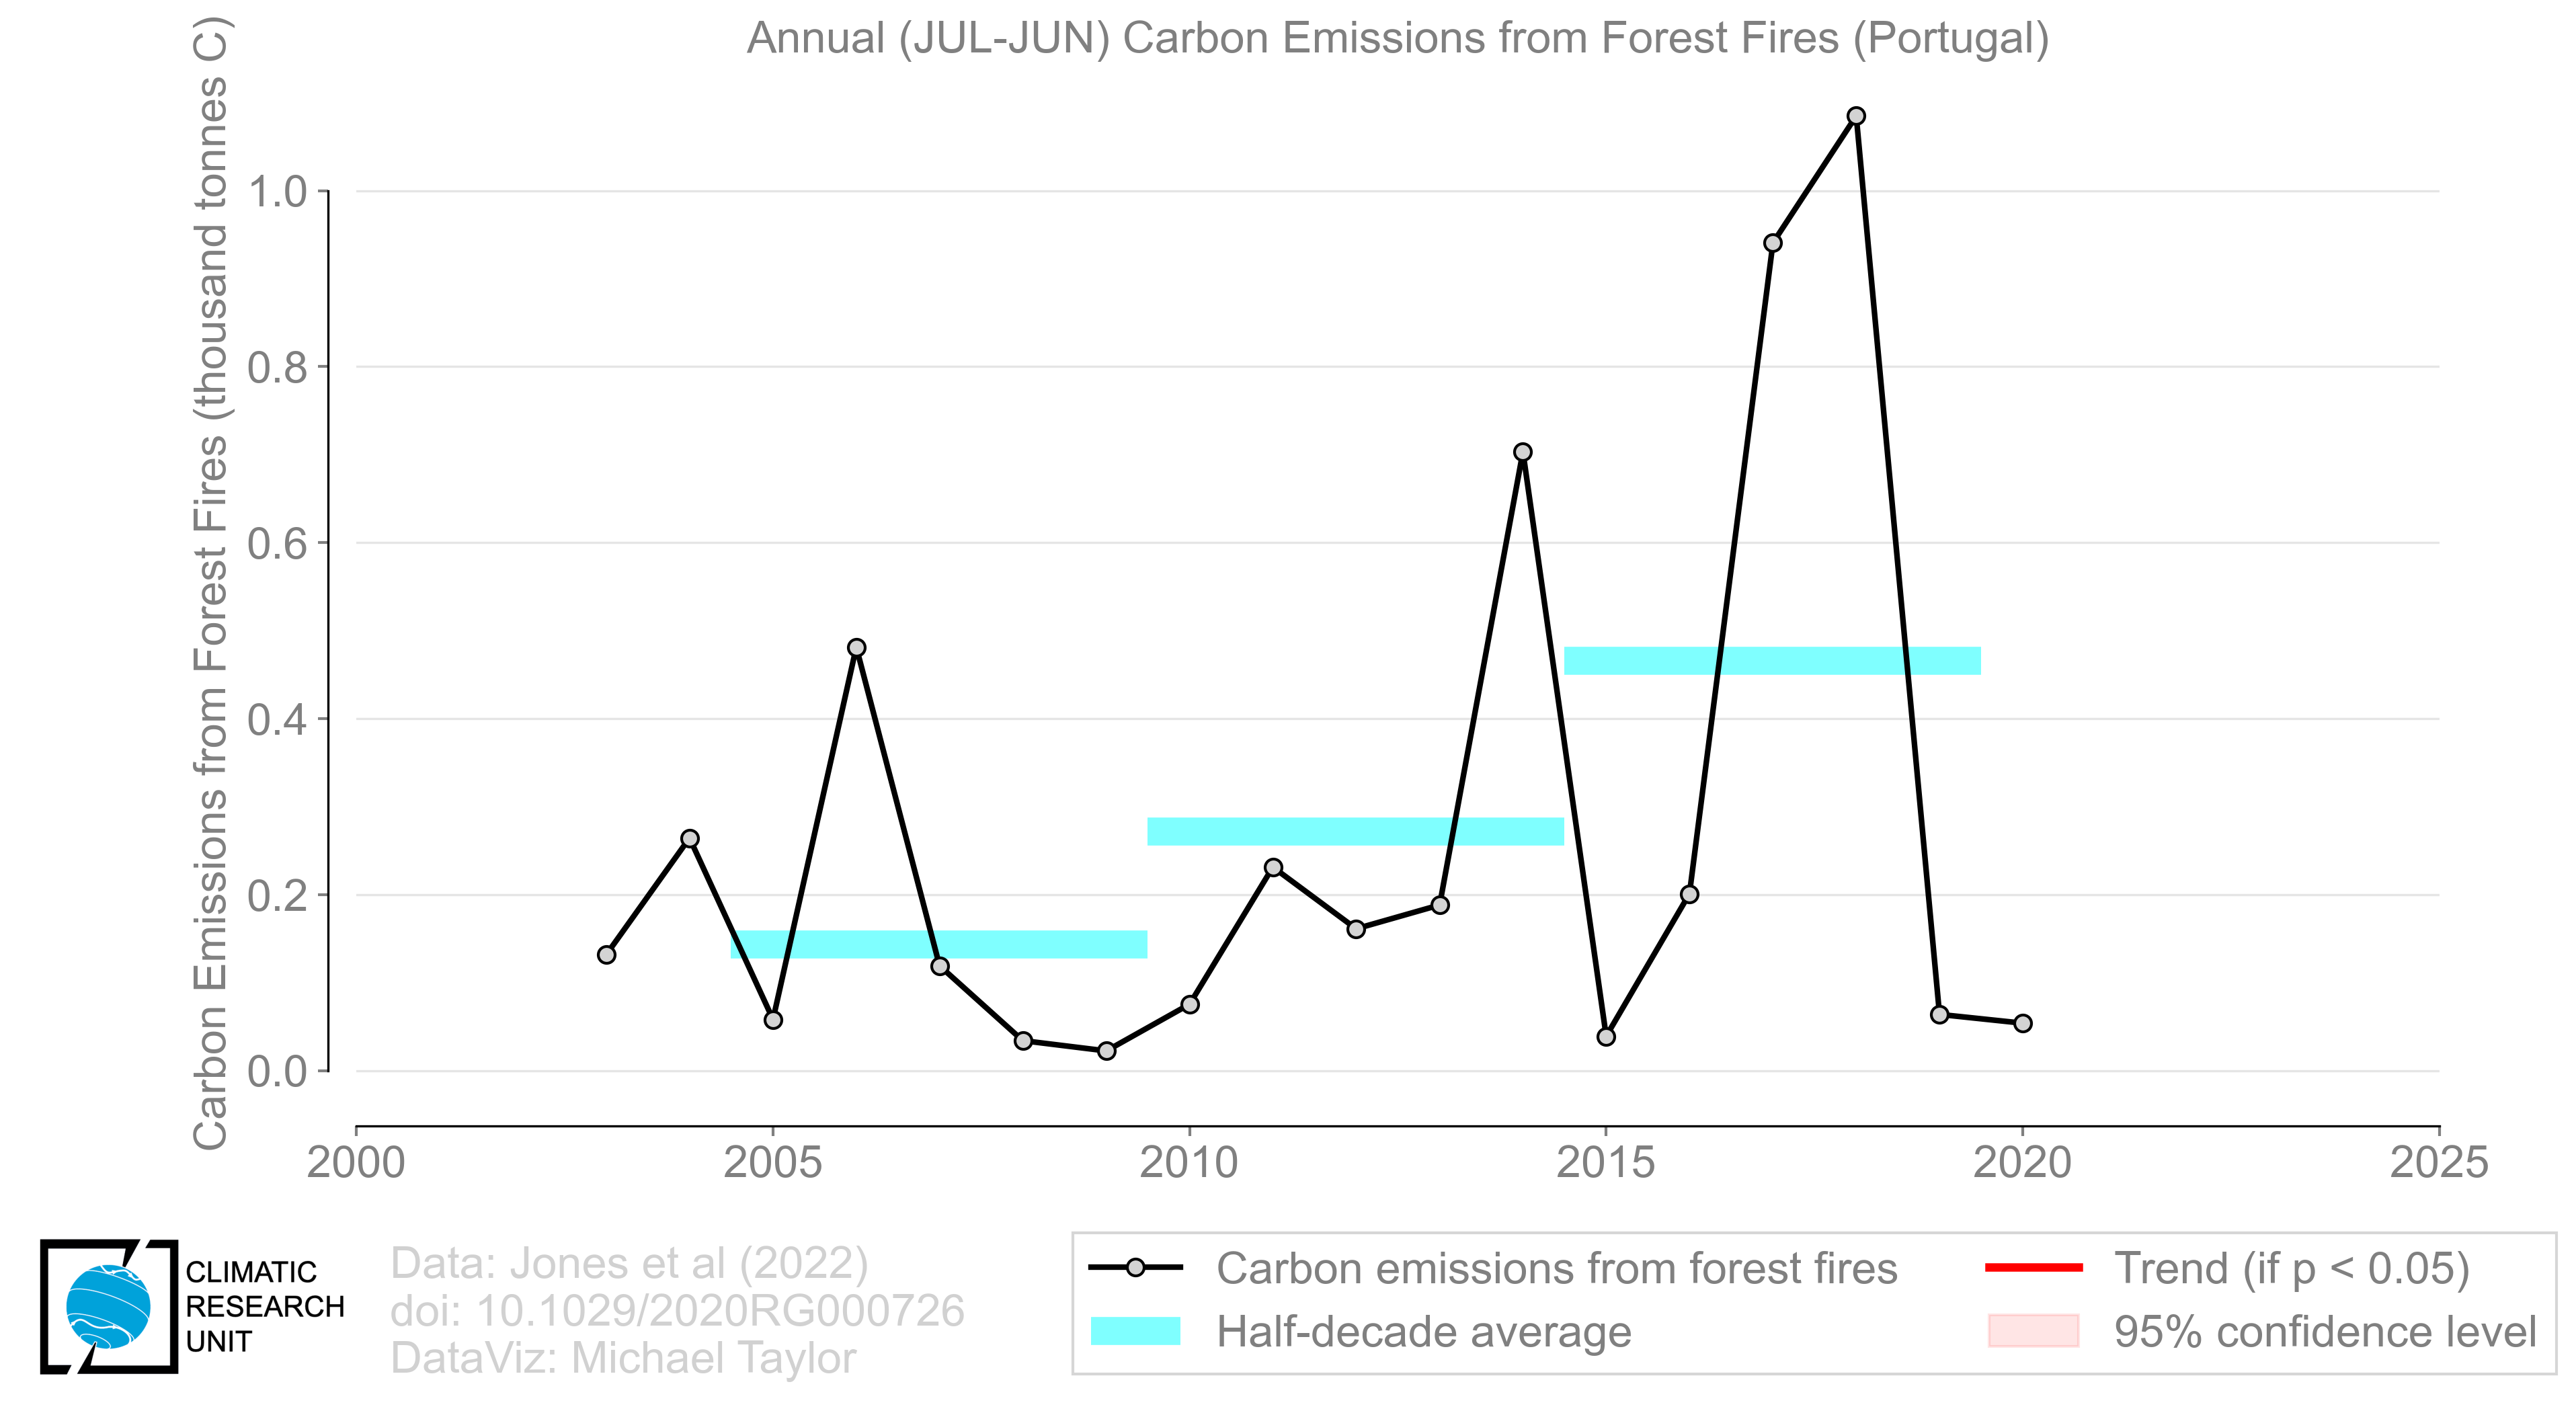 Annual (JUL-JUN) Carbon Emissions from Forest Fires (Portugal)
Carbon Emissions from Forest Fires (thousand tonnes C)
1.0
0.8
0.6
0.4
0.2
0.0
2000
2005
2010
2015
2020
2025
CLIMATIC
RESEARCH
UNIT
Data: Jones et al (2022)
doi: 10.1029/2020RG000726
DataViz: Michael Taylor
Carbon emissions from forest fires
Half-decade average
Trend (if p < 0.05)
95% confidence level